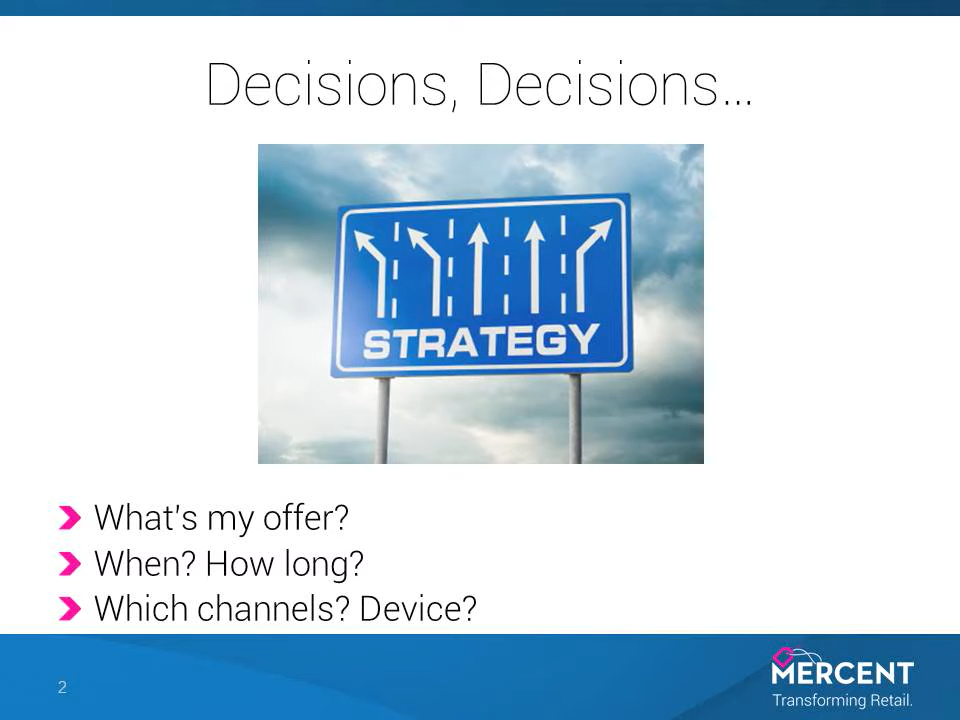 Decisions, Decisions...
STRATEGY
What's my offer?
When? How long?
Which channels? Device?
2
MERCENT
Transforming Retail.